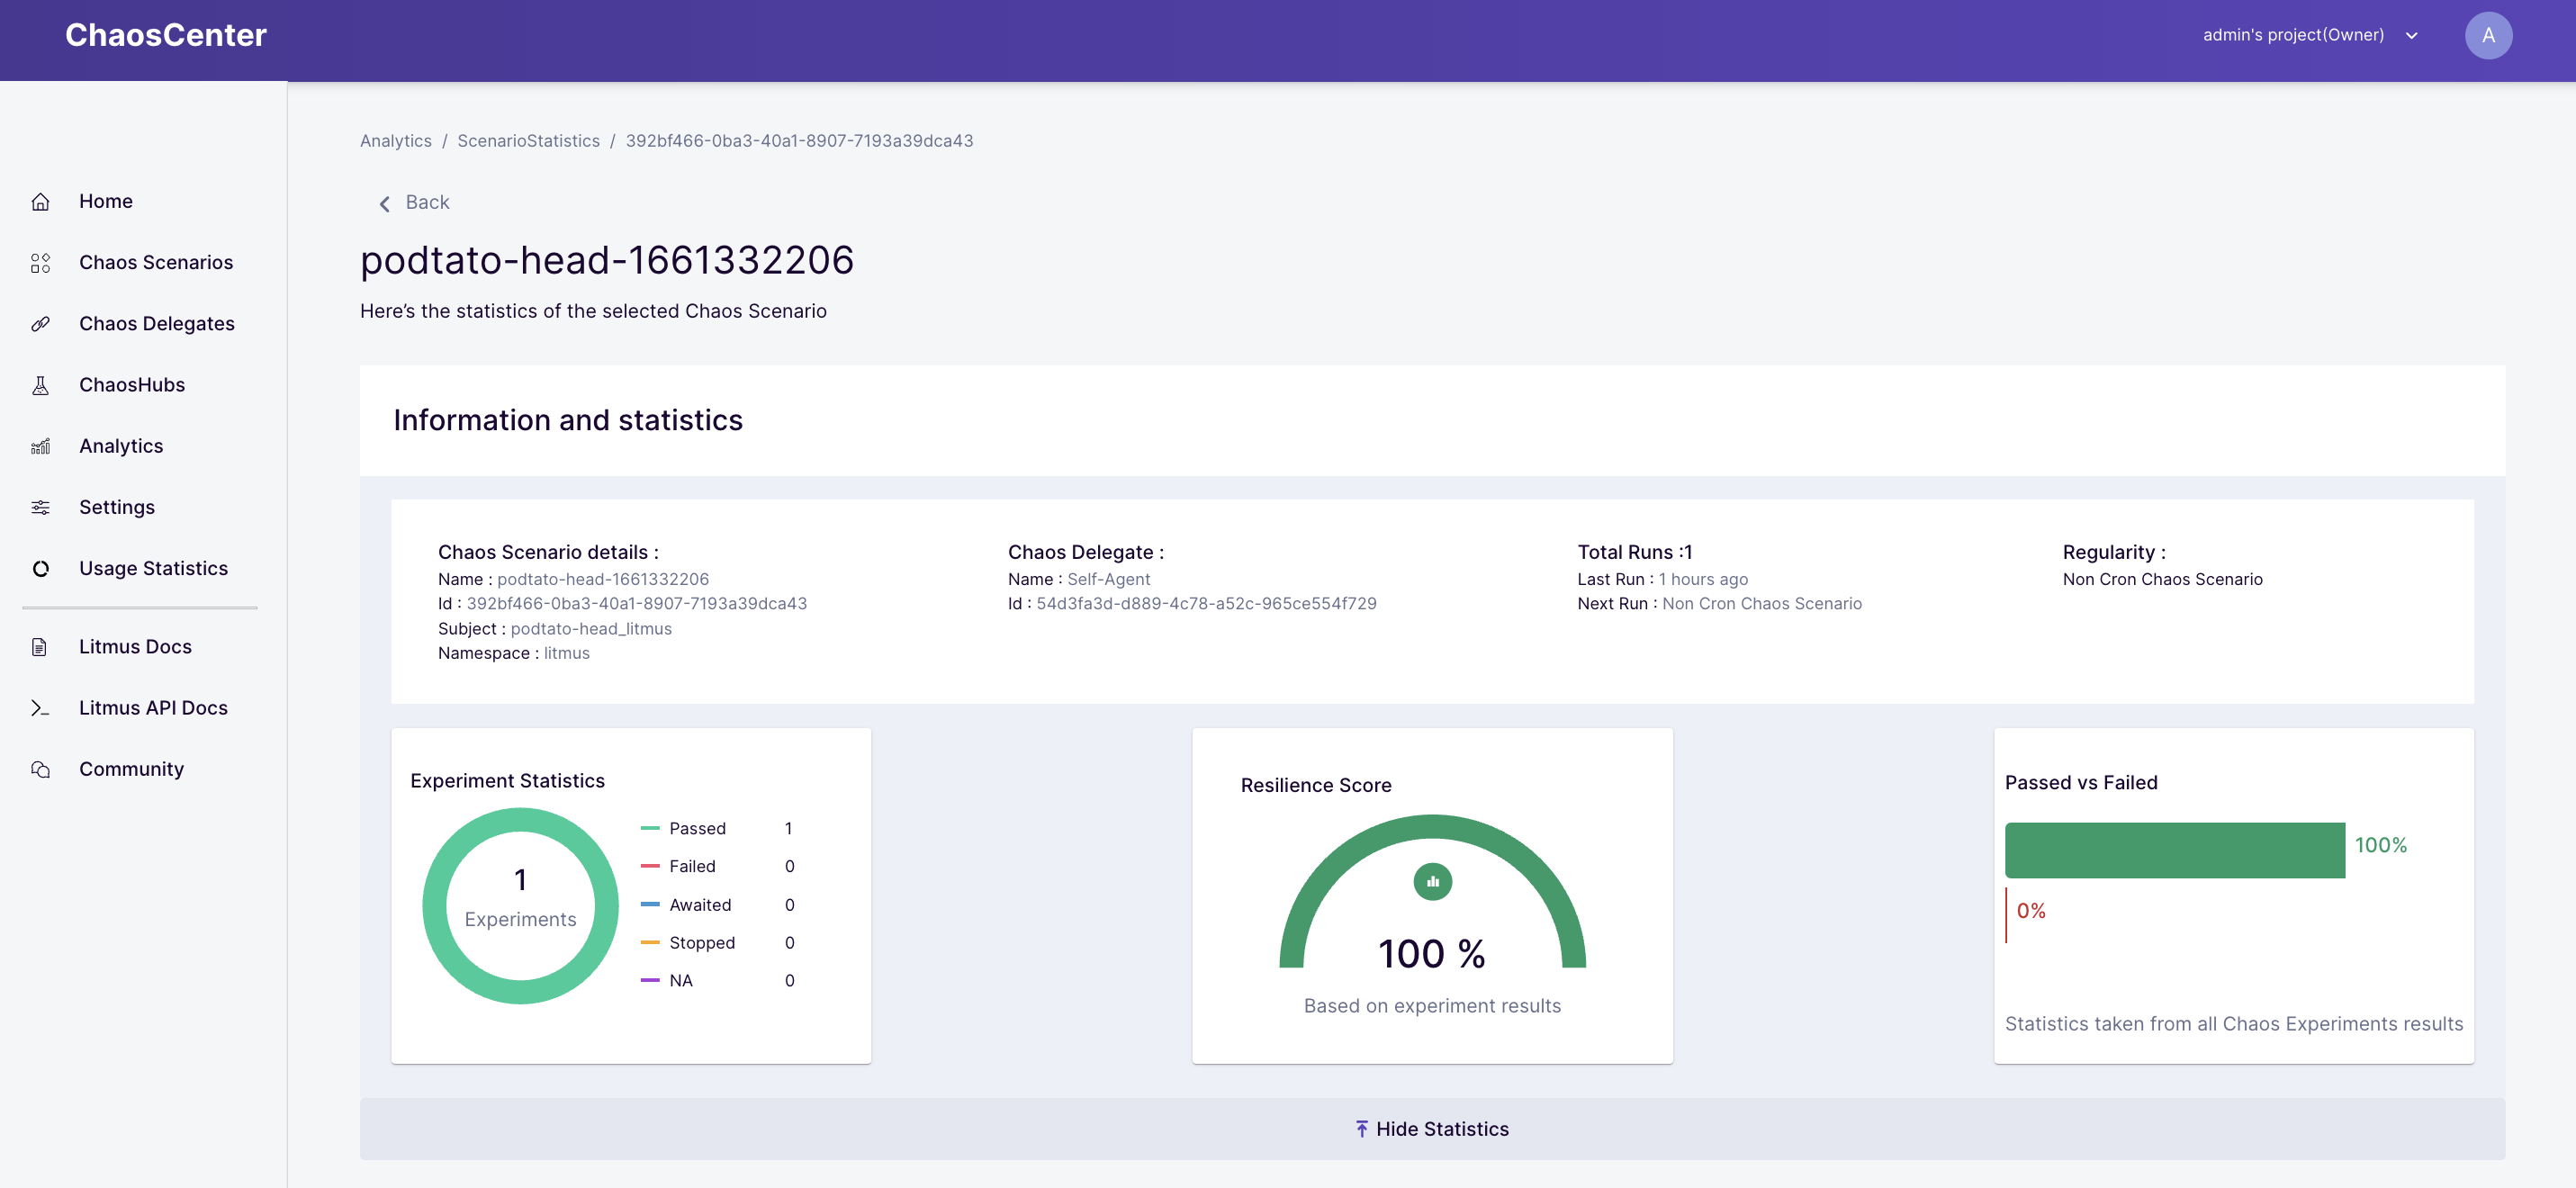 ChaosCenter
admin's project(Owner)
A
Home
Chaos Scenarios
Chaos Delegates
ChaosHubs
Analytics
Settings
Usage Statistics
Litmus Docs
Litmus API Docs
Community
Analytics / ScenarioStatistics / 392bf466-0ba3-40a1-8907-7193a39dca43
Back
podtato-head-1661332206
Here’s the statistics of the selected Chaos Scenario
Information and statistics
Chaos Scenario details :
Name : podtato-head-1661332206
Id : 392bf466-0ba3-40a1-8907-7193a39dca43
Subject : podtato-head_litmus
Namespace : litmus
Chaos Delegate :
Name : Self-Agent
Id : 54d3fa3d-d889-4c78-a52c-965ce554f729
Total Runs :1
Last Run : 1 hours ago
Next Run : Non Cron Chaos Scenario
Regularity :
Non Cron Chaos Scenario
Experiment Statistics
1
Experiments
Passed 1
Failed 0
Awaited 0
Stopped 0
NA 0
Resilience Score
100 %
Based on experiment results
Passed vs Failed
100%
0%
Statistics taken from all Chaos Experiments results
Hide Statistics